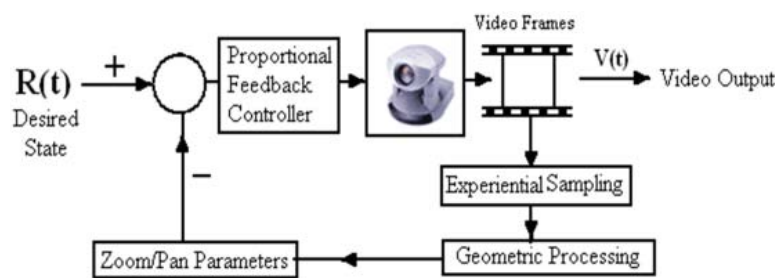 Video Frames
Proportional
Feedback
Controller
+
R(t)
Desired
State
V(t)
Video Output
−
Experiential Sampling
Zoom/Pan Parameters
Geometric Processing